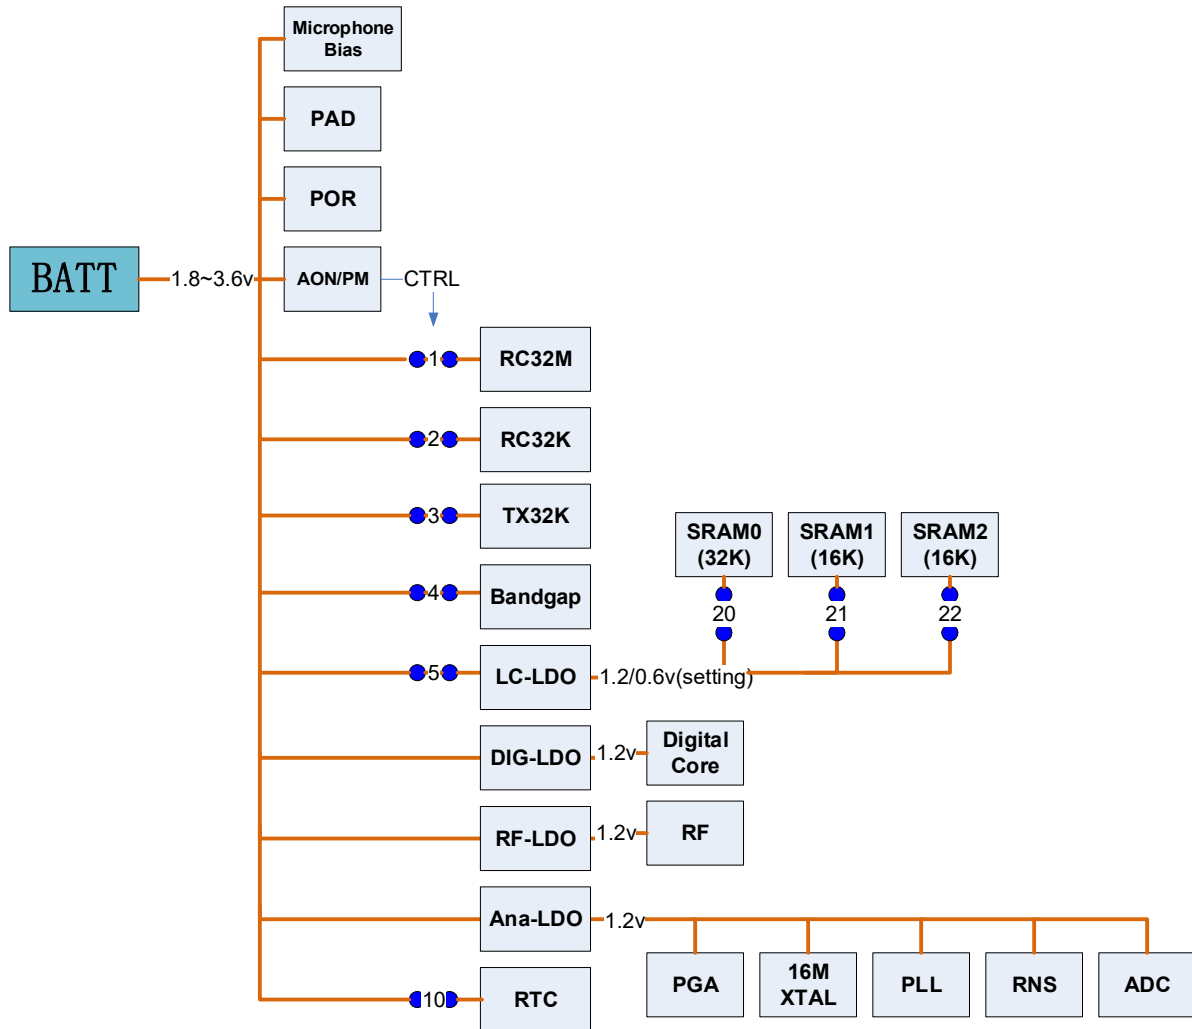 Microphone
Bias
PAD
POR
BATT
1.8~3.6v
AON/PM
CTRL
1
RC32M
2
RC32K
3
TX32K
SRAM0
(32K)
SRAM1
(16K)
SRAM2
(16K)
4
Bandgap
20
21
22
5
LC-LDO
1.2/0.6v(setting)
DIG-LDO
1.2v
Digital
Core
RF-LDO
1.2v
RF
Ana-LDO
1.2v
PGA
16M
XTAL
PLL
RNS
ADC
10
RTC